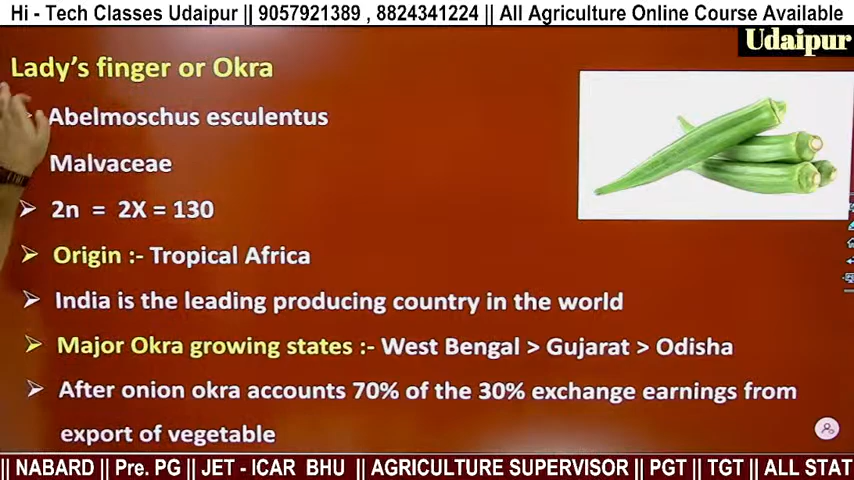 Hi - Tech Classes Udaipur || 9057921389 , 8824341224 || All Agriculture Online Course Available
Udaipur
Lady's finger or Okra
Abelmoschus esculentus
Malvaceae
2n = 2X = 130
Origin :- Tropical Africa
India is the leading producing country in the world
Major Okra growing states :- West Bengal > Gujarat > Odisha
After onion okra accounts 70% of the 30% exchange earnings from
export of vegetable
|| NABARD || Pre. PG || JET - ICAR BHU || AGRICULTURE SUPERVISOR || PGT || TGT || ALL STAT